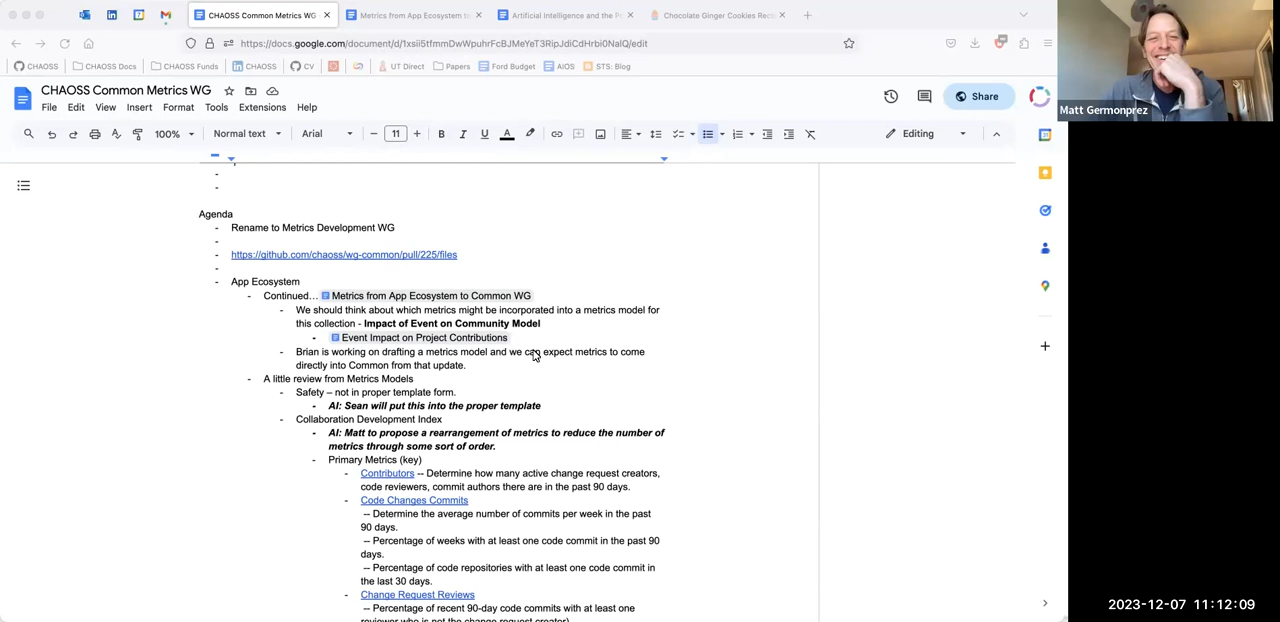 CHAOSS Common Metrics WG
Metrics from App Ecosystem to
Artificial Intelligence and the
Chocolate Ginger Cookies Rec
https://docs.google.com/document/d/1xsii5tfmmDwWpuhrFcBJMeYeT3RipJdiCdHrbi0NalQ/edit
CHAOSS
CHAOSS Docs
CHAOSS Funds
CHAOSS
CV
UT Direct
Papers
Ford Budget
AIOS
STS: Blog
CHAOSS Common Metrics WG
File Edit View Insert Format Tools Extensions Help
Share
100% Normal text Arial 11 Editing
Agenda
- Rename to Metrics Development WG
-
- https://github.com/chaoss/wg-common/pull/225/files
-
- App Ecosystem
- Continued... Metrics from App Ecosystem to Common WG
- We should think about which metrics might be incorporated into a metrics model for
this collection - Impact of Event on Community Model
- Event Impact on Project Contributions
- Brian is working on drafting a metrics model and we can expect metrics to come
directly into Common from that update.
- A little review from Metrics Models
- Safety – not in proper template form.
- AI: Sean will put this into the proper template
- Collaboration Development Index
- AI: Matt to propose a rearrangement of metrics to reduce the number of
metrics through some sort of order.
- Primary Metrics (key)
- Contributors -- Determine how many active change request creators,
code reviewers, commit authors there are in the past 90 days.
- Code Changes Commits
-- Determine the average number of commits per week in the past
90 days.
-- Percentage of weeks with at least one code commit in the past 90
days.
-- Percentage of code repositories with at least one code commit in
the last 30 days.
- Change Request Reviews
-- Percentage of recent 90-day code commits with at least one
reviewer who is not the change request creator)
Matt Germonprez
2023-12-07 11:12:09